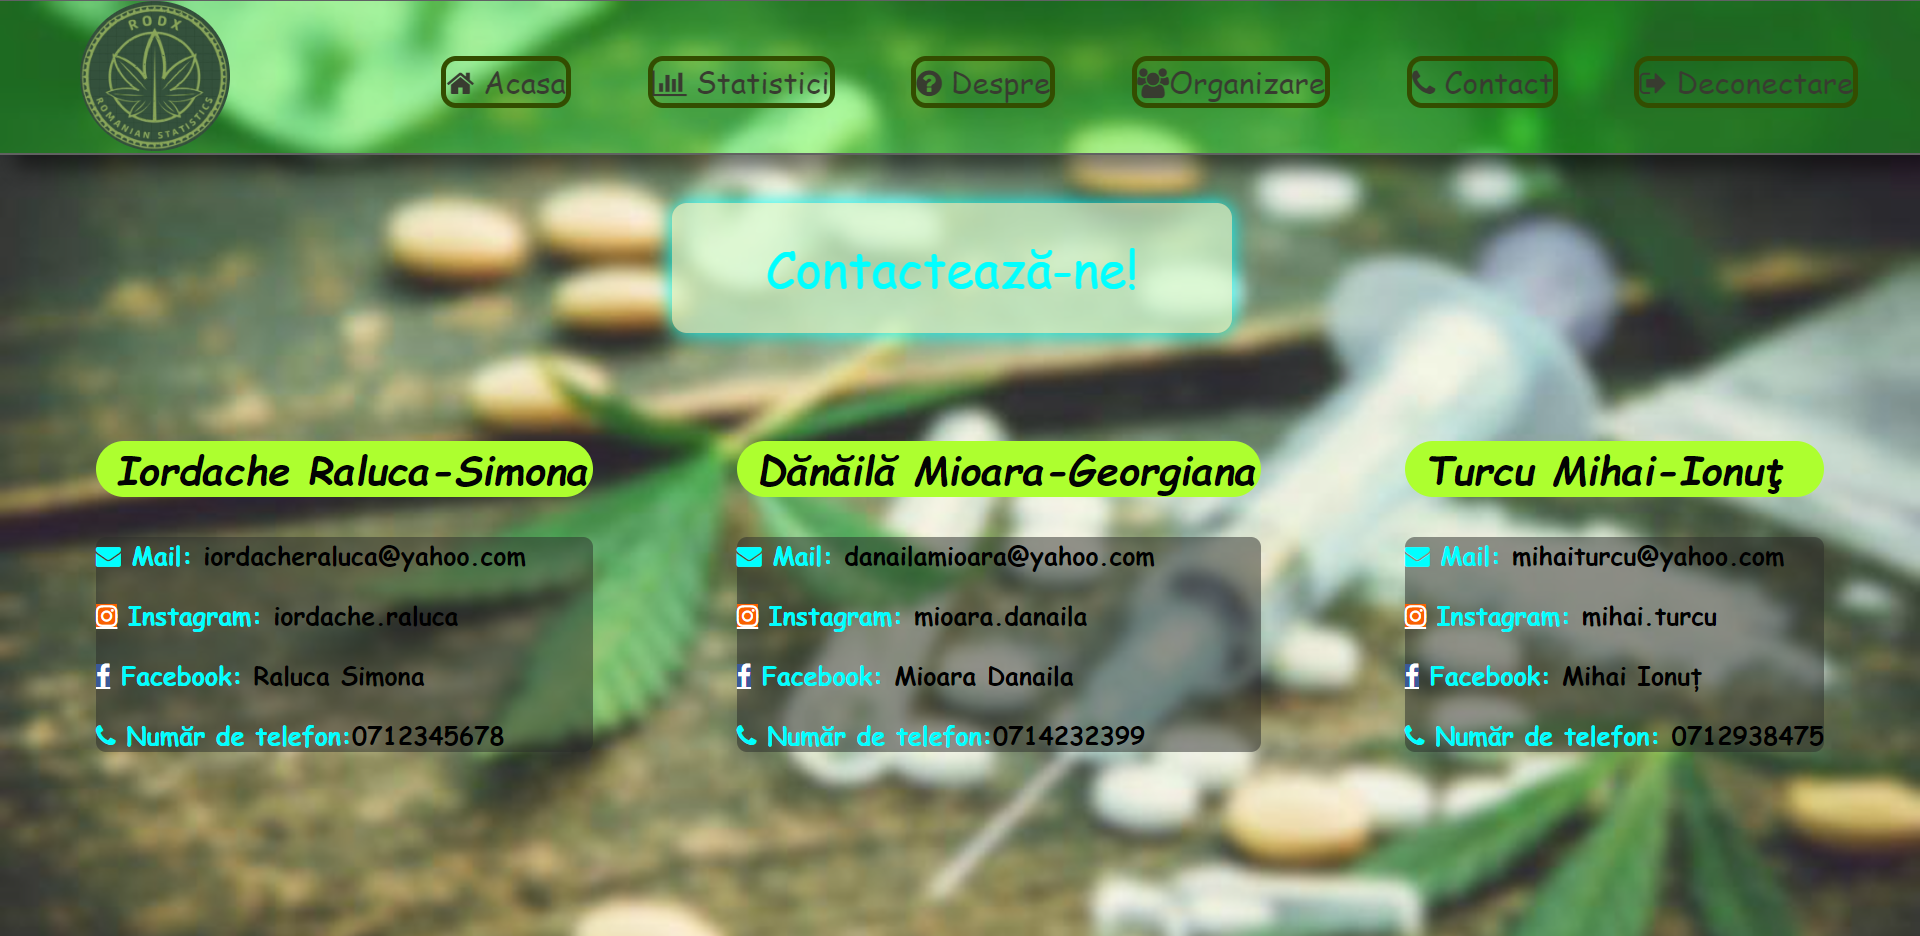 RODX
ROMANIAN STATISTICS
Acasa
Statistici
Despre
Organizare
Contact
Deconectare
Contactează-ne!
Iordache Raluca-Simona
Mail: iordacheraluca@yahoo.com
Instagram: iordache.raluca
Facebook: Raluca Simona
Număr de telefon:0712345678
Dănăilă Mioara-Georgiana
Mail: danailamioara@yahoo.com
Instagram: mioara.danaila
Facebook: Mioara Danaila
Număr de telefon:0714232399
Turcu Mihai-Ionuţ
Mail: mihaiturcu@yahoo.com
Instagram: mihai.turcu
Facebook: Mihai Ionuț
Număr de telefon: 0712938475